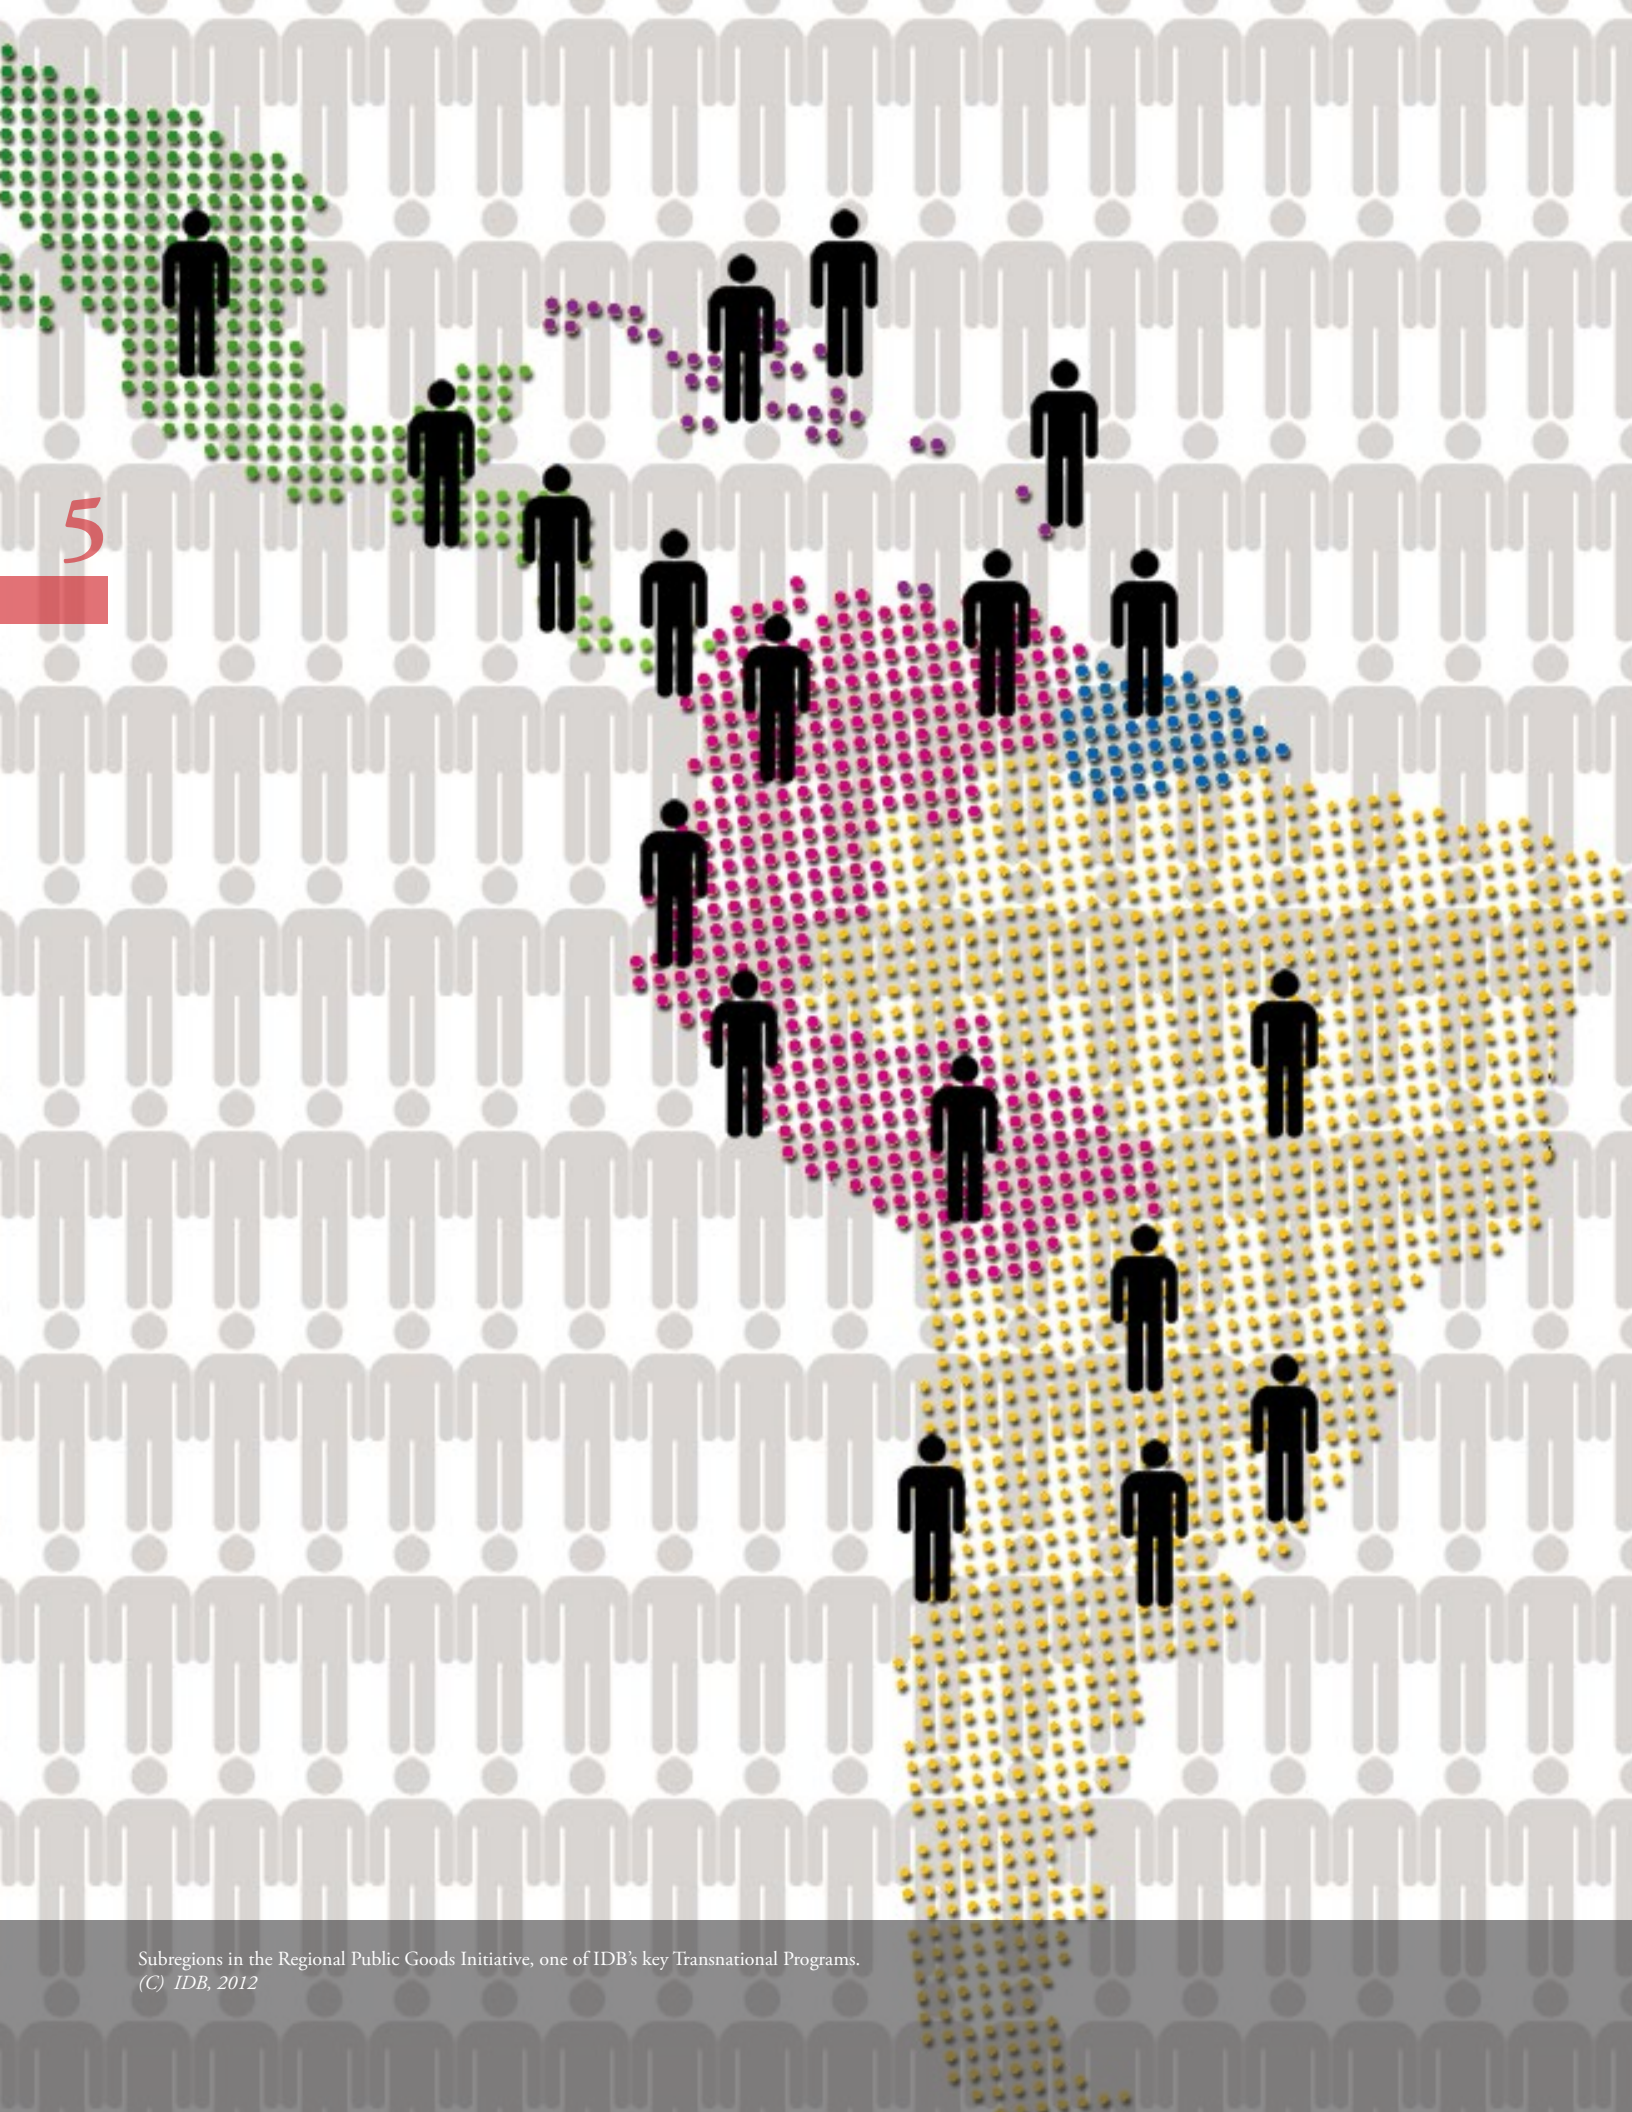 5
Subregions in the Regional Public Goods Initiative, one of IDB's key Transnational Programs.
(C) IDB, 2012